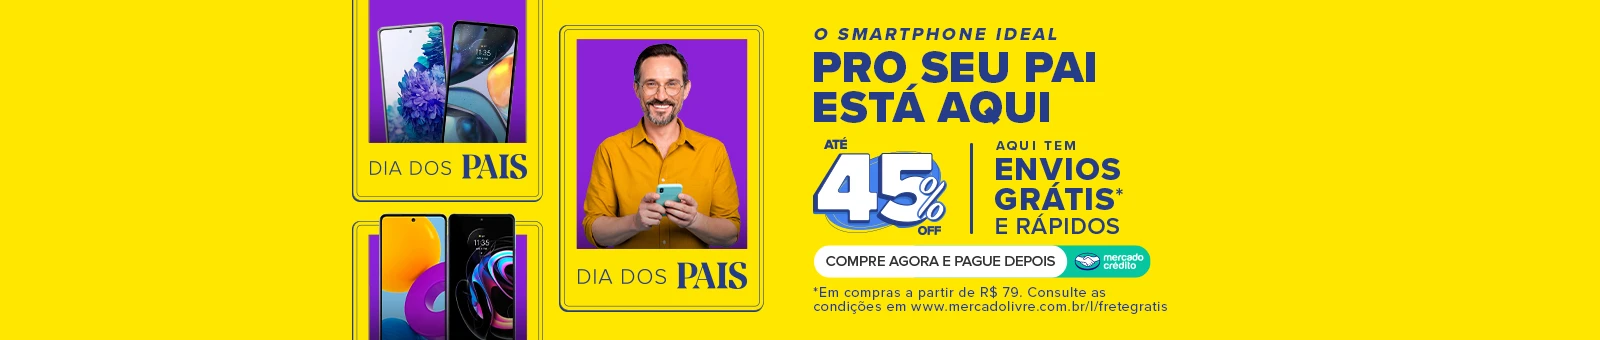 DIA DOS PAIS
11:35
DIA DOS PAIS
O SMARTPHONE IDEAL
PRO SEU PAI
ESTÁ AQUI
ATÉ
45%
OFF
AQUI TEM
ENVIOS
GRÁTIS*
E RÁPIDOS
COMPRE AGORA E PAGUE DEPOIS
mercado
crédito
*Em compras a partir de R$ 79. Consulte as
condições em www.mercadolivre.com.br/l/fretegratis